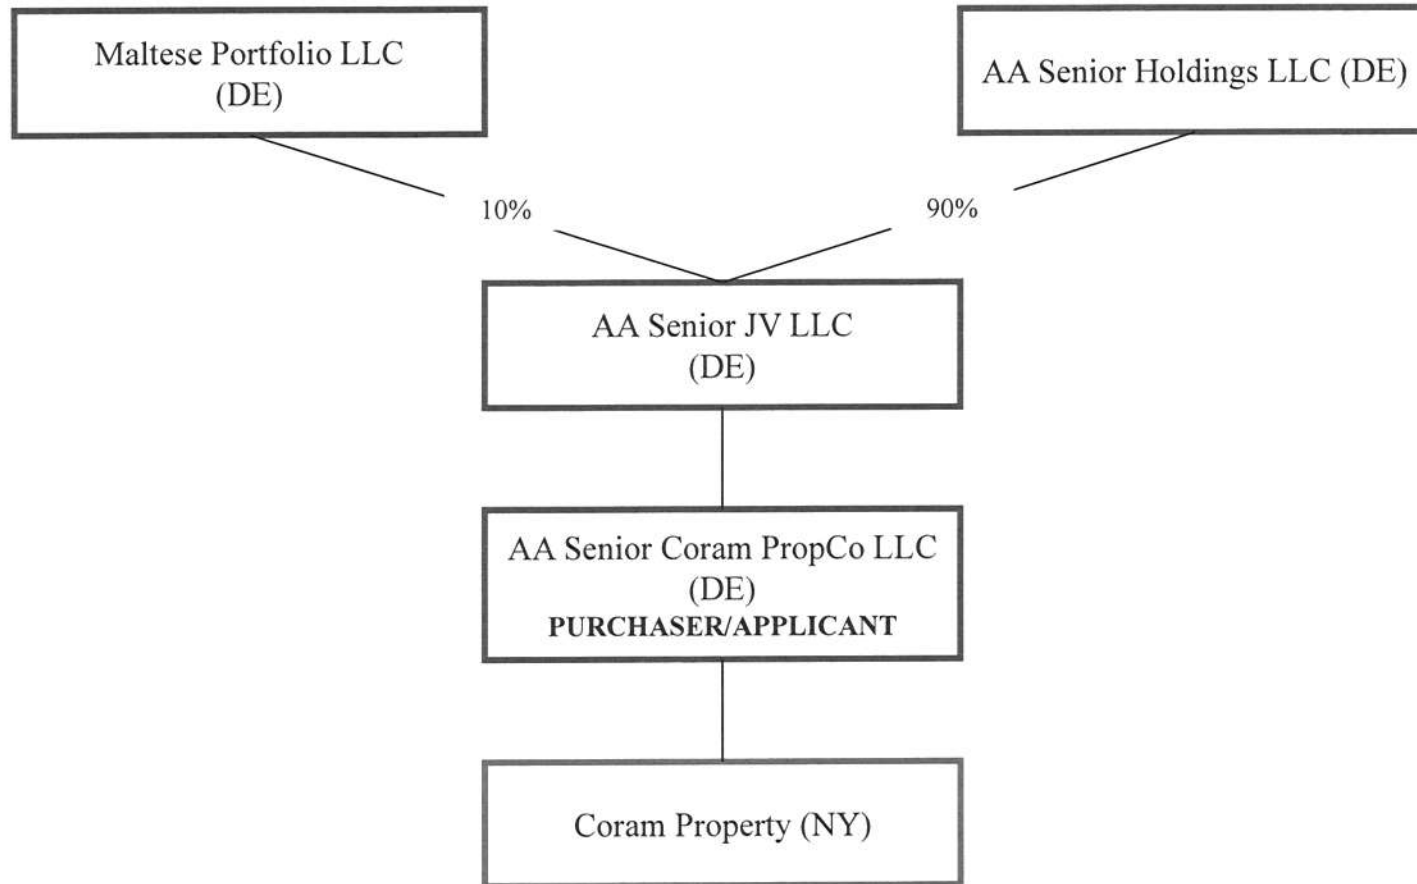 Maltese Portfolio LLC
(DE)
AA Senior Holdings LLC (DE)
10%
90%
AA Senior JV LLC
(DE)
AA Senior Coram PropCo LLC
(DE)
PURCHASER/APPLICANT
Coram Property (NY)